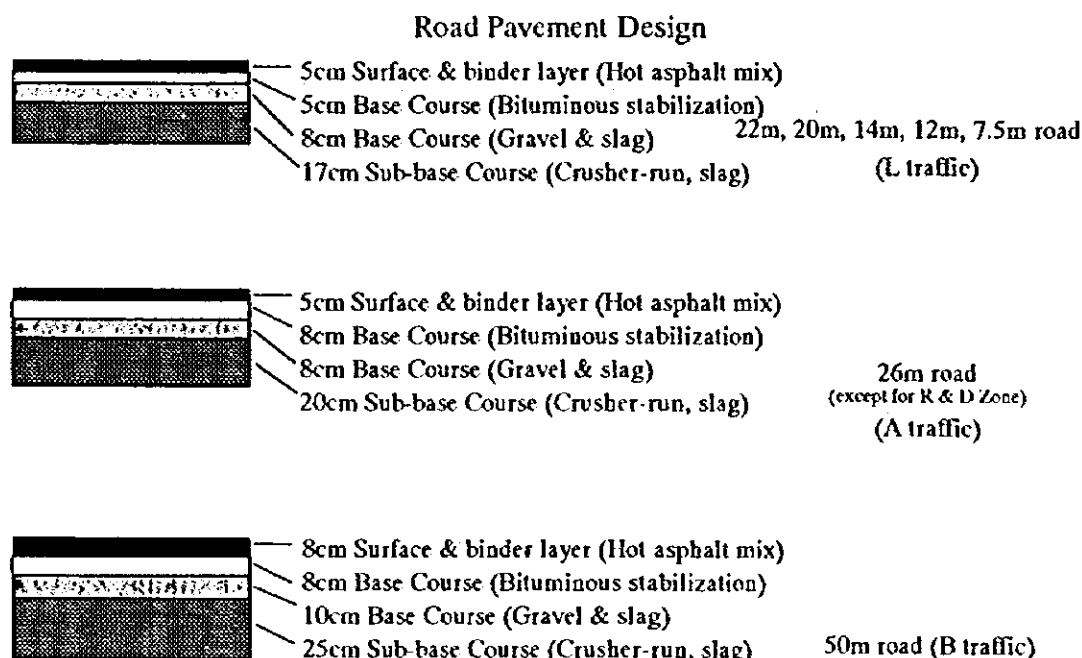 Road Pavement Design
5cm Surface & binder layer (Hot asphalt mix)
5cm Base Course (Bituminous stabilization)
8cm Base Course (Gravel & slag)
17cm Sub-base Course (Crusher-run, slag)
22m, 20m, 14m, 12m, 7.5m road
(L traffic)
5cm Surface & binder layer (Hot asphalt mix)
8cm Base Course (Bituminous stabilization)
8cm Base Course (Gravel & slag)
20cm Sub-base Course (Crusher-run, slag)
26m road
(except for R & D Zone)
(A traffic)
8cm Surface & binder layer (Hot asphalt mix)
8cm Base Course (Bituminous stabilization)
10cm Base Course (Gravel & slag)
25cm Sub-base Course (Crusher-run, slag)
50m road (B traffic)